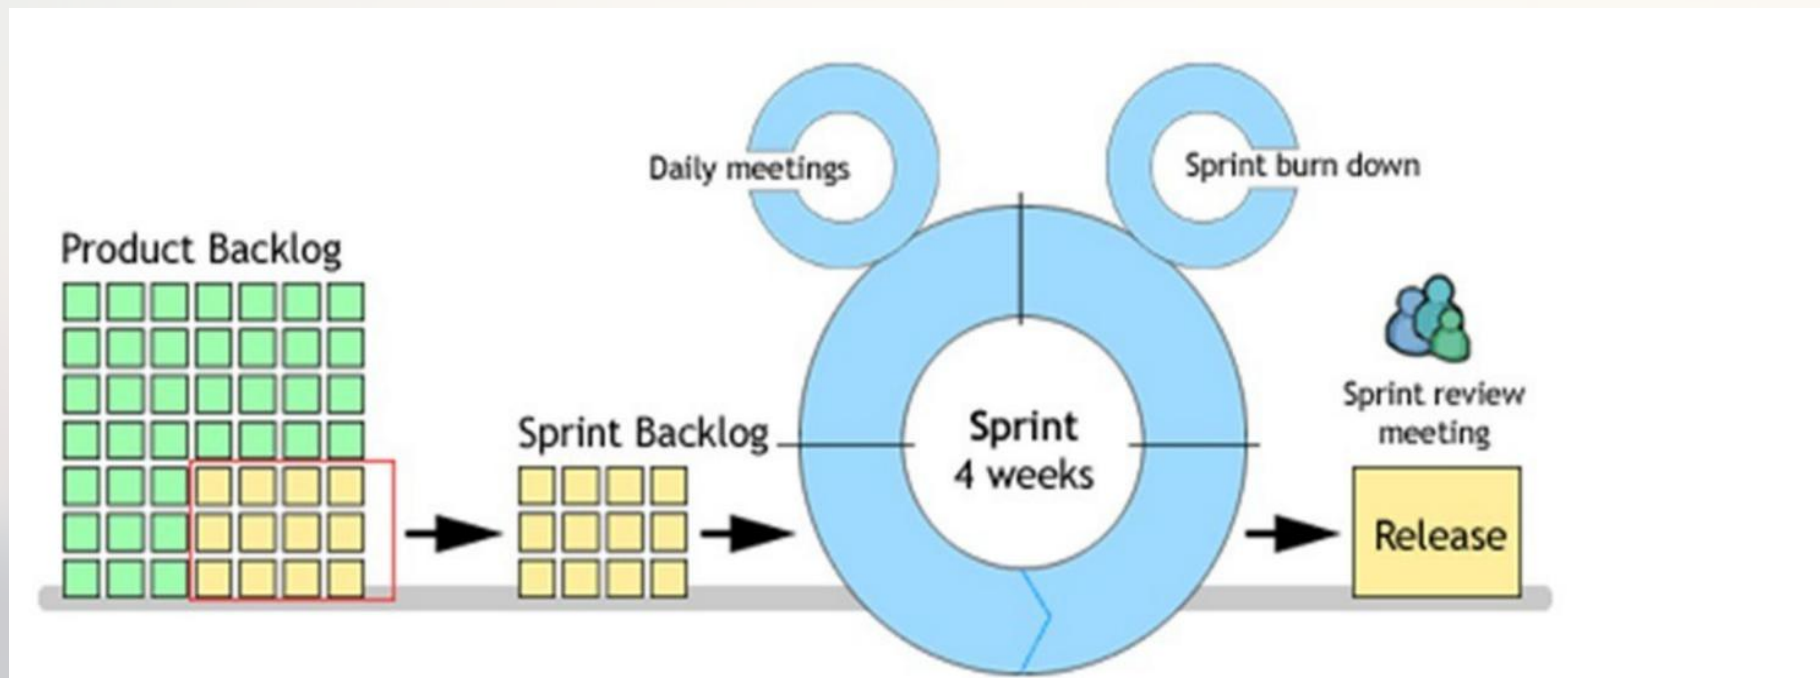 Daily meetings
Sprint burn down
Product Backlog
Sprint Backlog
Sprint
4 weeks
Sprint review
meeting
Release